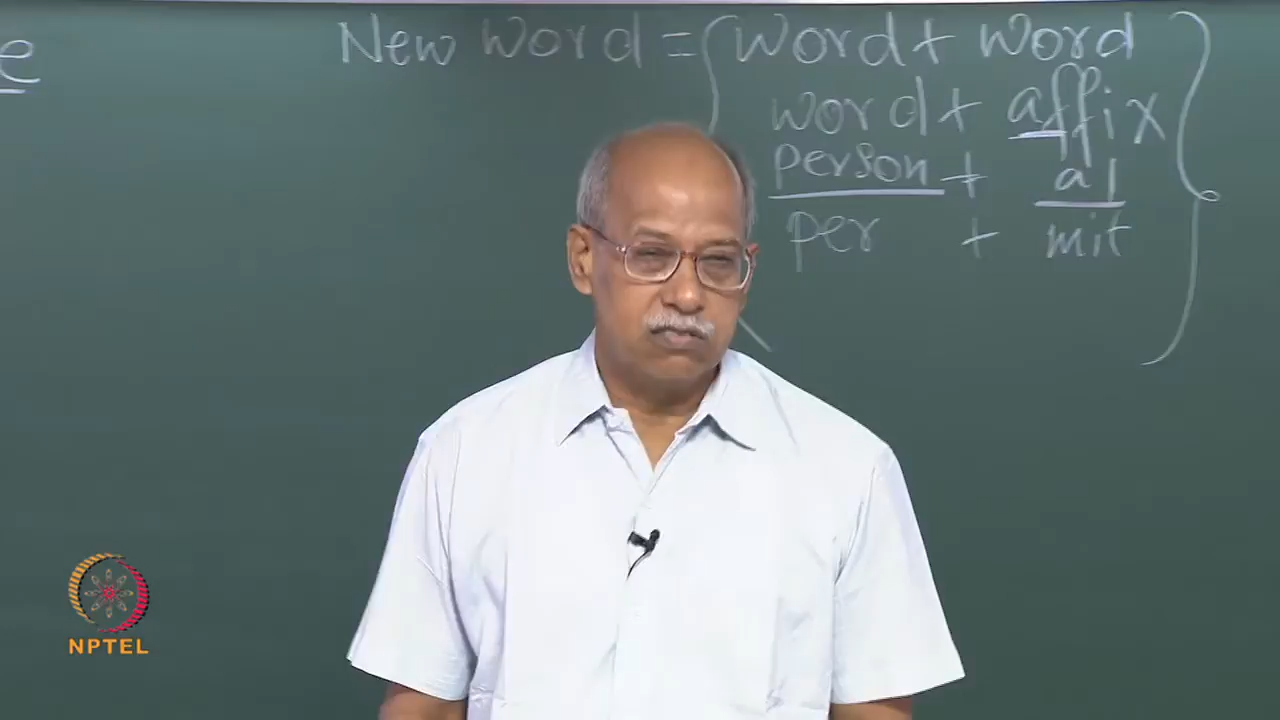 New word = { word + word }
word + affix
person + al
per + mit
e
NPTEL